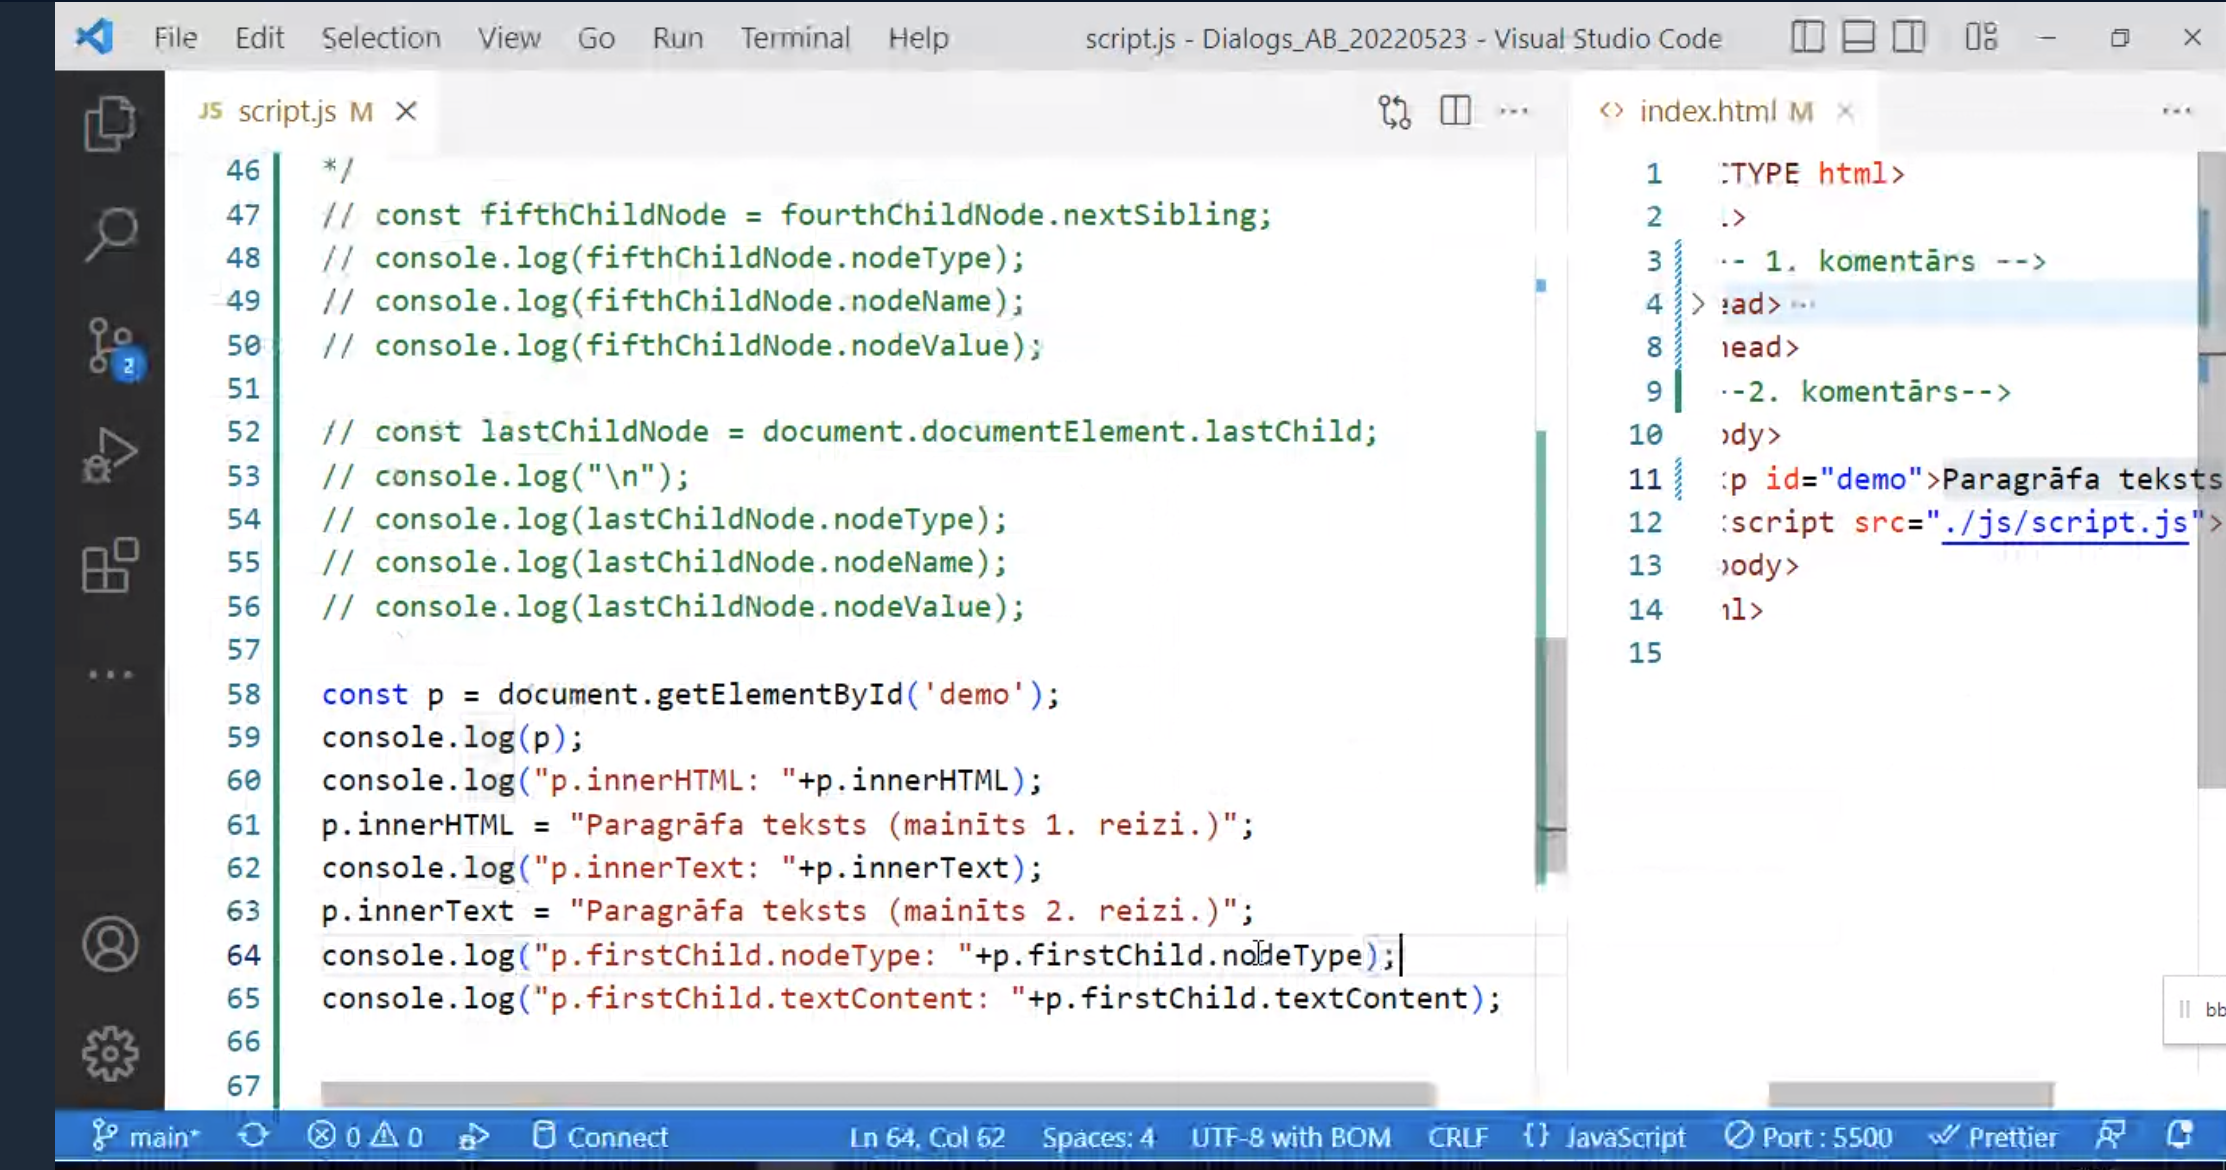 File Edit Selection View Go Run Terminal Help script.js - Dialogs_AB_20220523 - Visual Studio Code
JS script.js M
46 */
47 // const fifthChildNode = fourthChildNode.nextSibling;
48 // console.log(fifthChildNode.nodeType);
49 // console.log(fifthChildNode.nodeName);
50 // console.log(fifthChildNode.nodeValue);
51
52 // const lastChildNode = document.documentElement.lastChild;
53 // console.log("\n");
54 // console.log(lastChildNode.nodeType);
55 // console.log(lastChildNode.nodeName);
56 // console.log(lastChildNode.nodeValue);
57
58 const p = document.getElementById('demo');
59 console.log(p);
60 console.log("p.innerHTML: "+p.innerHTML);
61 p.innerHTML = "Paragrāfa teksts (mainīts 1. reizi.)";
62 console.log("p.innerText: "+p.innerText);
63 p.innerText = "Paragrāfa teksts (mainīts 2. reizi.)";
64 console.log("p.firstChild.nodeType: "+p.firstChild.nodeType);
65 console.log("p.firstChild.textContent: "+p.firstChild.textContent);
66
67
<> index.html M
1 CTYPE html>
2 l>
3 -- 1. komentārs -->
4 ead> ...
8 head>
9 --2. komentārs-->
10 ody>
11 <p id="demo">Paragrāfa teksts
12 <script src="./js/script.js">
13 body>
14 ml>
15
bb
2
main* 0 0 Connect Ln 64, Col 62 Spaces: 4 UTF-8 with BOM CRLF {} JavaScript Port : 5500 Prettier